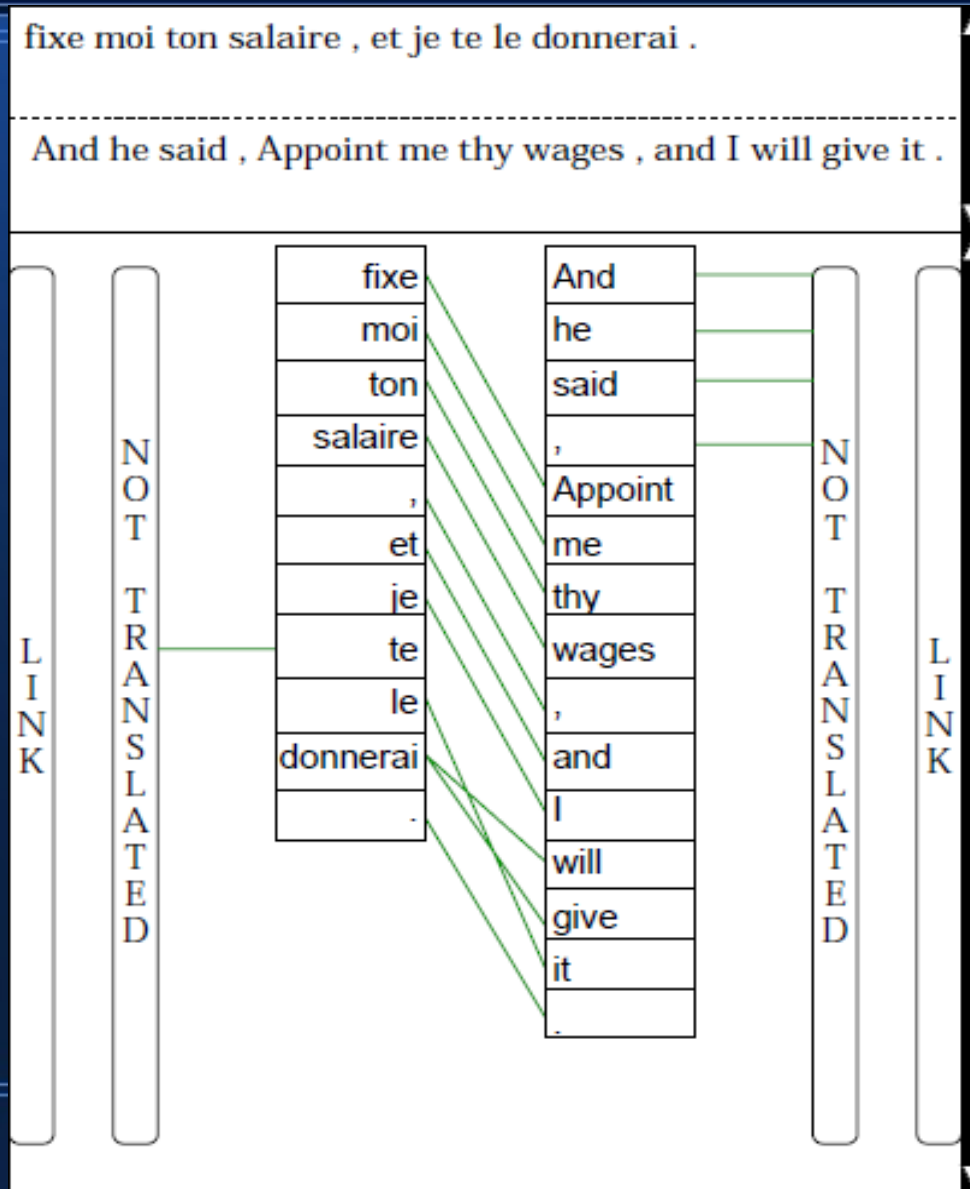 fixe moi ton salaire , et je te le donnerai .
And he said , Appoint me thy wages , and I will give it .
LINK
NOT TRANSLATED
fixe
moi
ton
salaire
,
et
je
te
le
donnerai
.
And
he
said
,
Appoint
me
thy
wages
,
and
I
will
give
it
.
NOT TRANSLATED
LINK